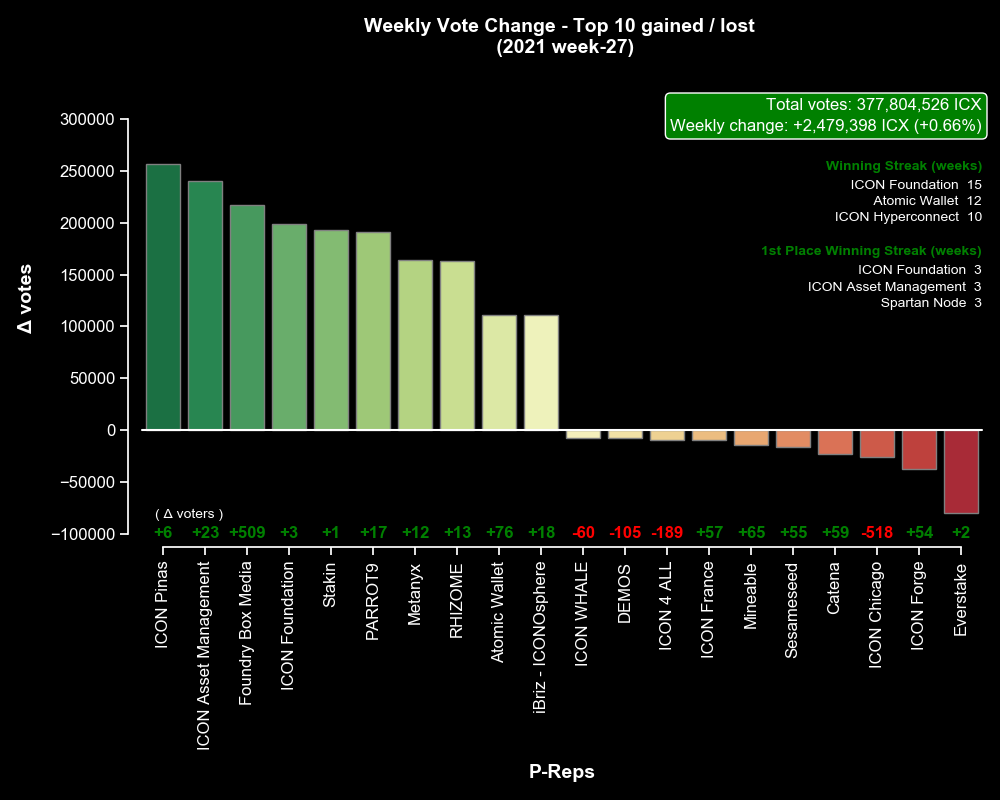 Weekly Vote Change - Top 10 gained / lost
(2021 week-27)
Total votes: 377,804,526 ICX
Weekly change: +2,479,398 ICX (+0.66%)
Winning Streak (weeks)
ICON Foundation 15
Atomic Wallet 12
ICON Hyperconnect 10
1st Place Winning Streak (weeks)
ICON Foundation 3
ICON Asset Management 3
Spartan Node 3
Δ votes
300000
250000
200000
150000
100000
50000
0
−50000
−100000
( Δ voters )
+6 +23 +509 +3 +1 +17 +12 +13 +76 +18 -60 -105 -189 +57 +65 +55 +59 -518 +54 +2
ICON Pinas
ICON Asset Management
Foundry Box Media
ICON Foundation
Stakin
PARROT9
Metanyx
RHIZOME
Atomic Wallet
iBriz - ICONOsphere
ICON WHALE
DEMOS
ICON 4 ALL
ICON France
Mineable
Sesameseed
Catena
ICON Chicago
ICON Forge
Everstake
P-Reps